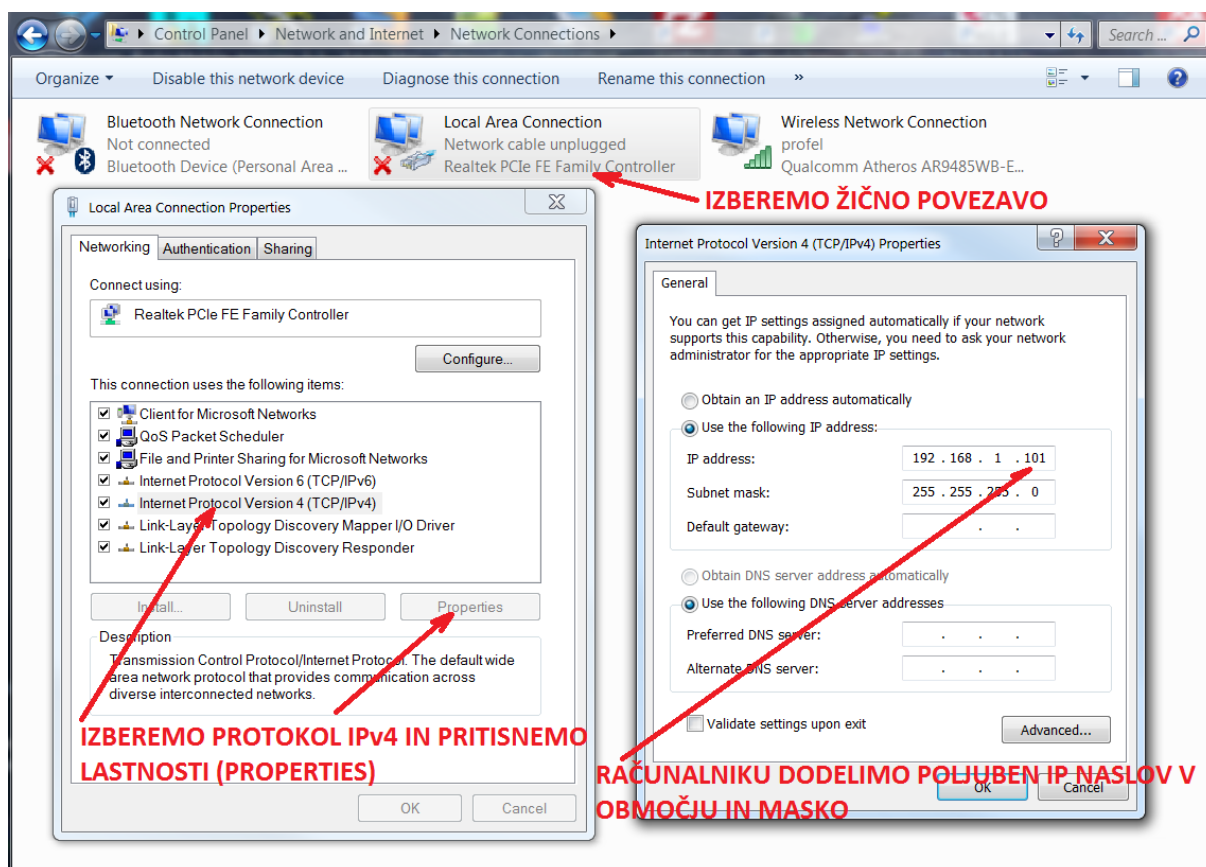 Control Panel Network and Internet Network Connections
Search ...
Organize Disable this network device Diagnose this connection Rename this connection »
Bluetooth Network Connection
Not connected
Bluetooth Device (Personal Area ...
Local Area Connection
Network cable unplugged
Realtek PCIe FE Family Controller
Wireless Network Connection
profel
Qualcomm Atheros AR9485WB-E...
IZBEREMO ŽIČNO POVEZAVO
Local Area Connection Properties
Networking Authentication Sharing
Connect using:
Realtek PCIe FE Family Controller
Configure...
This connection uses the following items:
Client for Microsoft Networks
QoS Packet Scheduler
File and Printer Sharing for Microsoft Networks
Internet Protocol Version 6 (TCP/IPv6)
Internet Protocol Version 4 (TCP/IPv4)
Link-Layer Topology Discovery Mapper I/O Driver
Link-Layer Topology Discovery Responder
Install... Uninstall Properties
Description
Transmission Control Protocol/Internet Protocol. The default wide
area network protocol that provides communication across
diverse interconnected networks.
IZBEREMO PROTOKOL IPv4 IN PRITISNEMO
LASTNOSTI (PROPERTIES)
OK Cancel
Internet Protocol Version 4 (TCP/IPv4) Properties
General
You can get IP settings assigned automatically if your network
supports this capability. Otherwise, you need to ask your network
administrator for the appropriate IP settings.
Obtain an IP address automatically
Use the following IP address:
IP address: 192 . 168 . 1 . 101
Subnet mask: 255 . 255 . 255 . 0
Default gateway: . . .
Obtain DNS server address automatically
Use the following DNS server addresses
Preferred DNS server: . . .
Alternate DNS server: . . .
Validate settings upon exit
Advanced...
OK Cancel
RAČUNALNIKU DODELIMO POLJUBEN IP NASLOV V
OBMOČJU IN MASKO